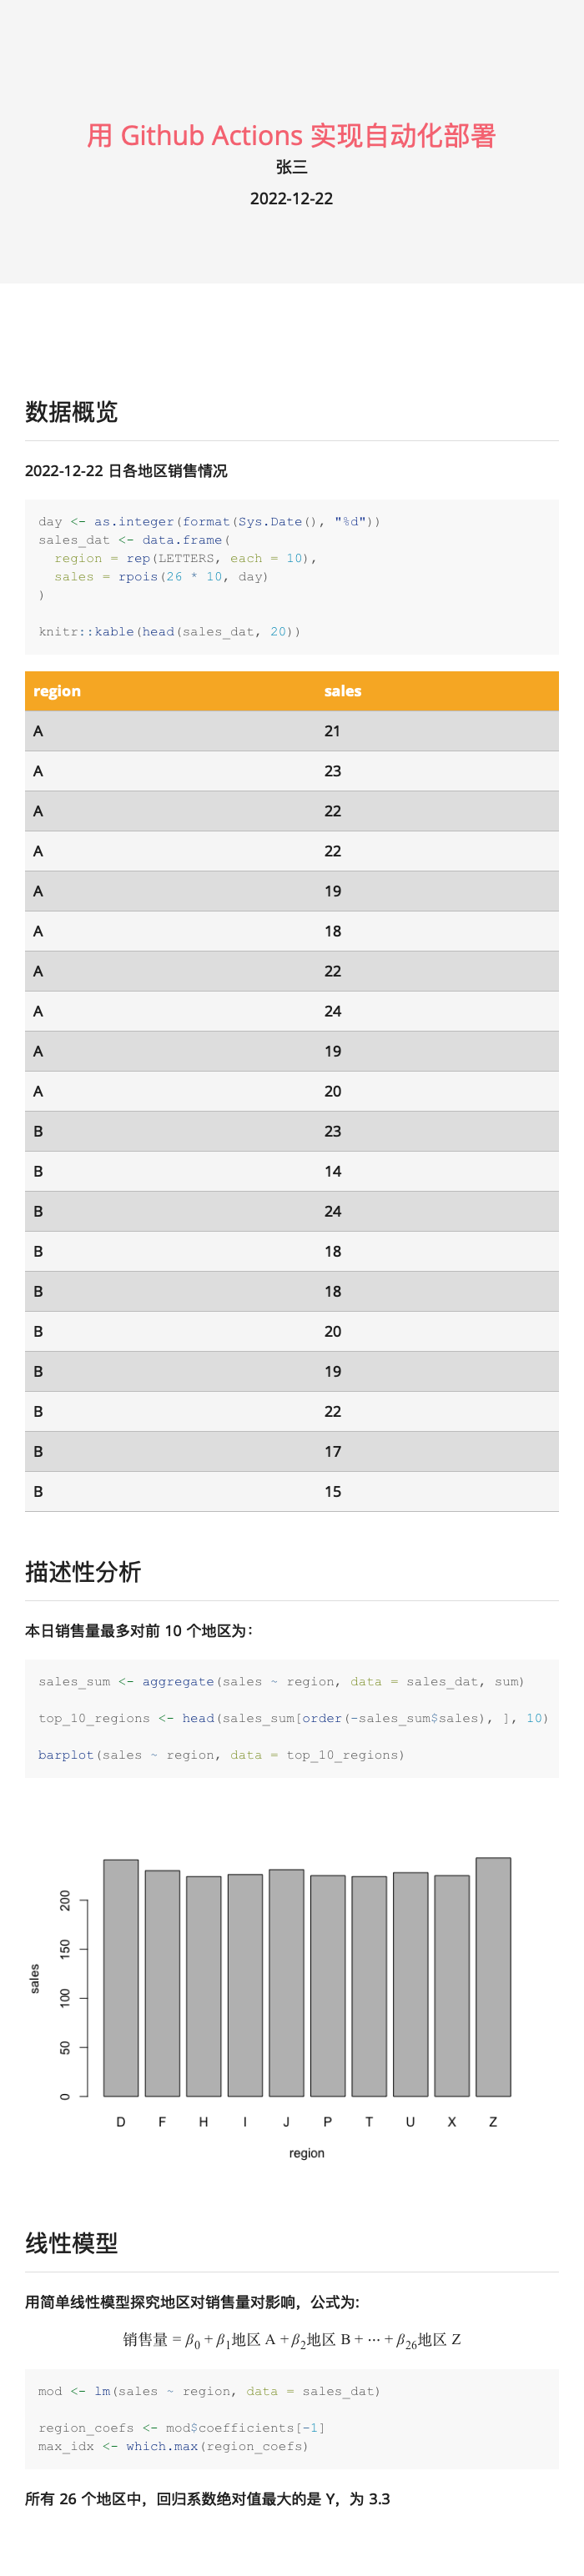 用 Github Actions 实现自动化部署
张三
2022-12-22
数据概览
2022-12-22 日各地区销售情况
day <- as.integer(format(Sys.Date(), "%d"))
sales_dat <- data.frame(
  region = rep(LETTERS, each = 10),
  sales = rpois(26 * 10, day)
)
knitr::kable(head(sales_dat, 20))
region sales
A 21
A 23
A 22
A 22
A 19
A 18
A 22
A 24
A 19
A 20
B 23
B 14
B 24
B 18
B 18
B 20
B 19
B 22
B 17
B 15
描述性分析
本日销售量最多对前 10 个地区为：
sales_sum <- aggregate(sales ~ region, data = sales_dat, sum)
top_10_regions <- head(sales_sum[order(-sales_sum$sales), ], 10)
barplot(sales ~ region, data = top_10_regions)
200
150
100
50
0
sales
D F H I J P T U X Z
region
线性模型
用简单线性模型探究地区对销售量对影响，公式为:
销售量 = β0 + β1地区 A + β2地区 B + ⋯ + β26地区 Z
mod <- lm(sales ~ region, data = sales_dat)
region_coefs <- mod$coefficients[-1]
max_idx <- which.max(region_coefs)
所有 26 个地区中，回归系数绝对值最大的是 Y，为 3.3